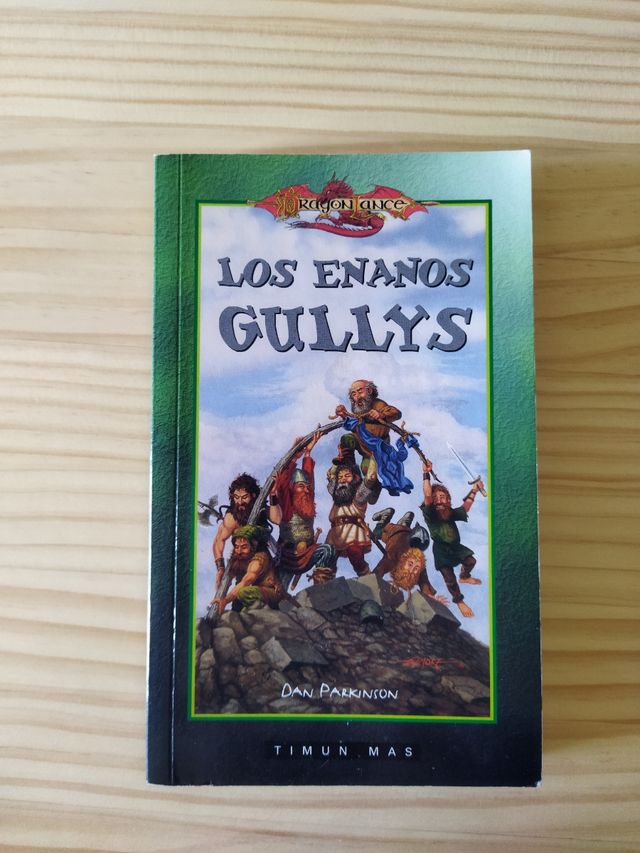 DRAGONLANCE
LOS ENANOS
GULLYS
DAN PARKINSON
TIMUN MAS